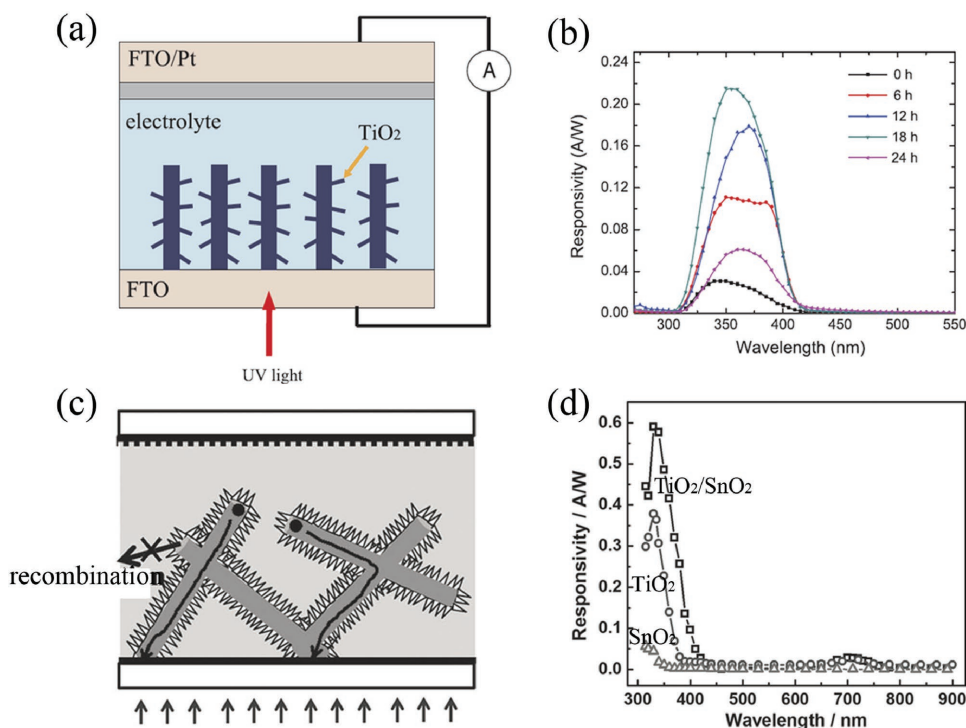 (a)
FTO/Pt
A
electrolyte
TiO₂
FTO
UV light
(b)
0.24
0.20
0.16
0.12
0.08
0.04
0.00
Responsivity (A/W)
0 h
6 h
12 h
18 h
24 h
300 350 400 450 500 550
Wavelength (nm)
(c)
recombination
(d)
0.6
0.5
0.4
0.3
0.2
0.1
0.0
Responsivity / A/W
TiO₂/SnO₂
TiO₂
SnO₂
300 400 500 600 700 800 900
Wavelength / nm